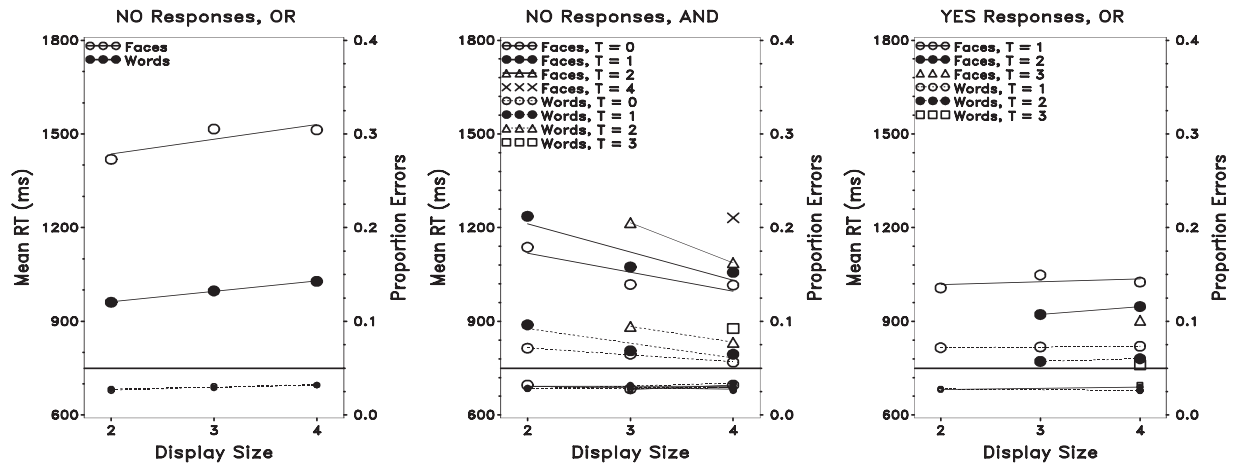 NO Responses, OR
1800
1500
1200
900
600
Mean RT (ms)
Faces
Words
0.4
0.3
0.2
0.1
0.0
Proportion Errors
2 3 4
Display Size
NO Responses, AND
1800
1500
1200
900
600
Mean RT (ms)
Faces, T = 0
Faces, T = 1
Faces, T = 2
Faces, T = 4
Words, T = 0
Words, T = 1
Words, T = 2
Words, T = 3
0.4
0.3
0.2
0.1
0.0
Proportion Errors
2 3 4
Display Size
YES Responses, OR
1800
1500
1200
900
600
Mean RT (ms)
Faces, T = 1
Faces, T = 2
Faces, T = 3
Words, T = 1
Words, T = 2
Words, T = 3
0.4
0.3
0.2
0.1
0.0
Proportion Errors
2 3 4
Display Size